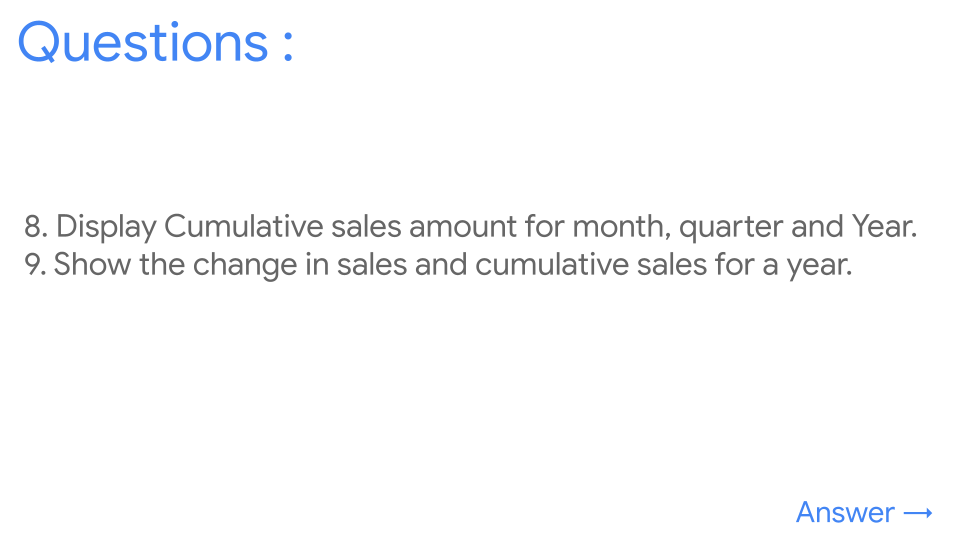 Questions :
8. Display Cumulative sales amount for month, quarter and Year.
9. Show the change in sales and cumulative sales for a year.
Answer →